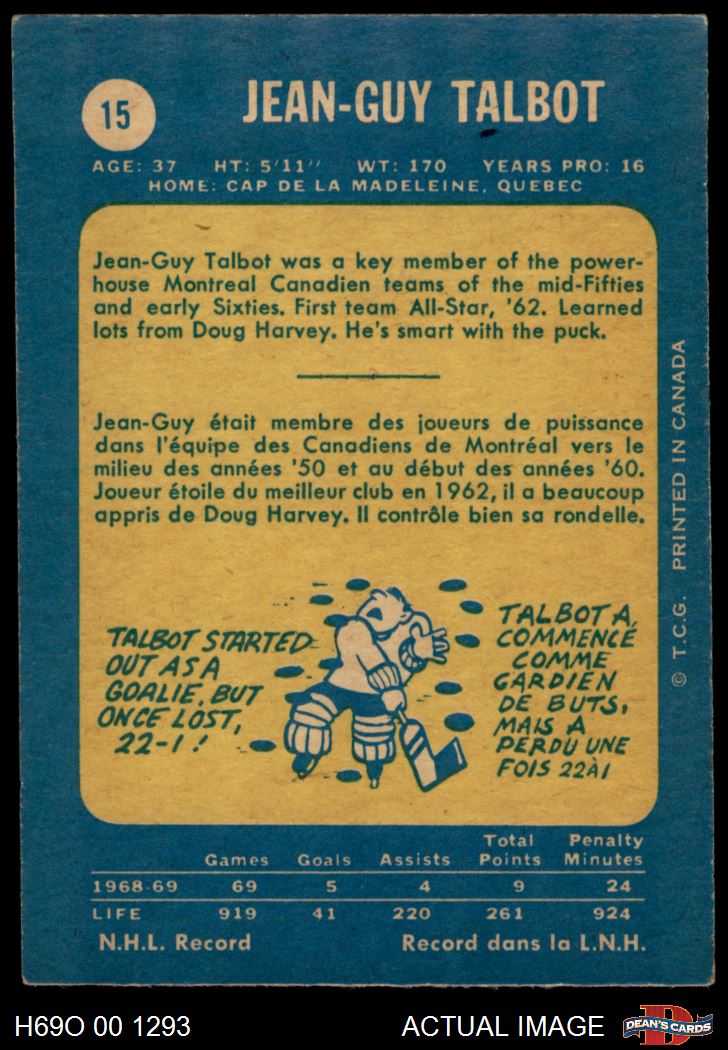 15
JEAN-GUY TALBOT
AGE: 37 HT: 5'11'' WT: 170 YEARS PRO: 16
HOME: CAP DE LA MADELEINE, QUEBEC
Jean-Guy Talbot was a key member of the power-
house Montreal Canadien teams of the mid-Fifties
and early Sixties. First team All-Star, '62. Learned
lots from Doug Harvey. He's smart with the puck.
Jean-Guy était membre des joueurs de puissance
dans l'équipe des Canadiens de Montréal vers le
milieu des années '50 et au début des années '60.
Joueur étoile du meilleur club en 1962, il a beaucoup
appris de Doug Harvey. Il contrôle bien sa rondelle.
TALBOT STARTED
OUT AS A
GOALIE, BUT
ONCE LOST,
22-1!
TALBOT A
COMMENCÉ
COMME
GARDIEN
DE BUTS,
MAIS A
PERDU UNE
FOIS 22 À 1
© T.C.G. PRINTED IN CANADA
Games Goals Assists Total Points Penalty Minutes
1968-69 69 5 4 9 24
LIFE 919 41 220 261 924
N.H.L. Record Record dans la L.N.H.
H69O 00 1293 ACTUAL IMAGE
D
DEAN'S CARDS